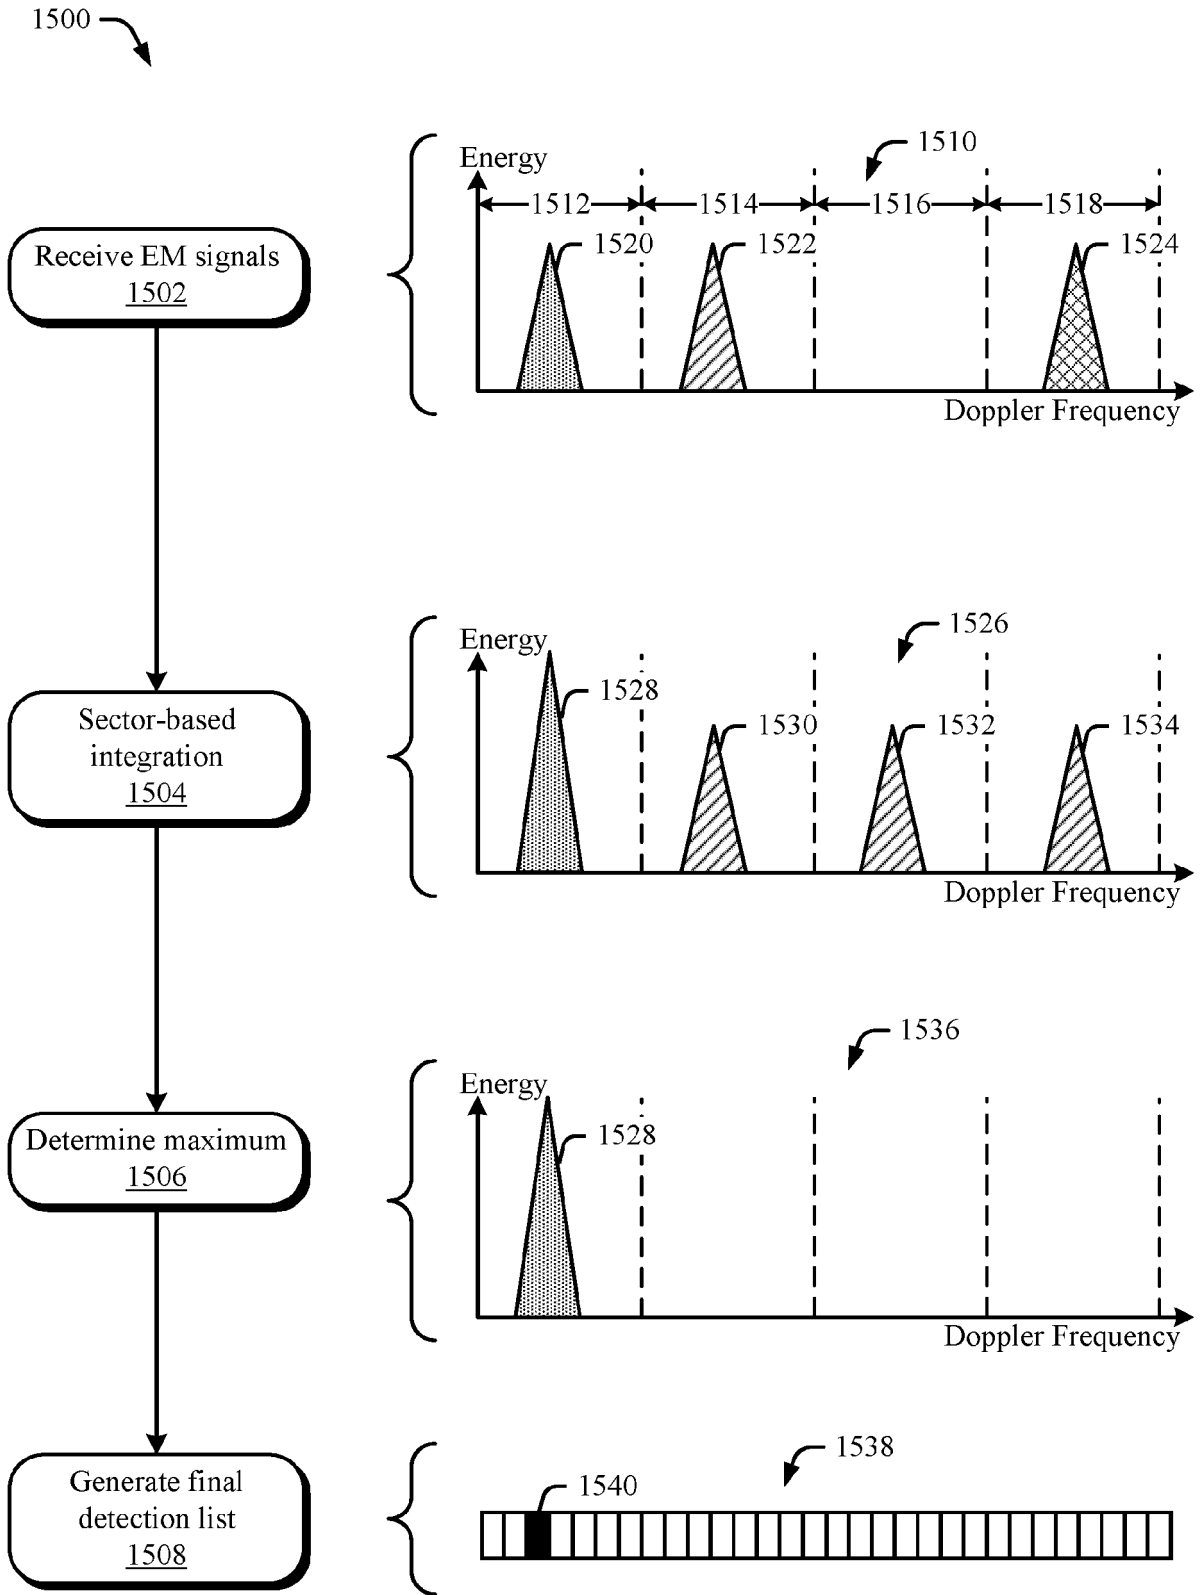 1500
1510
Energy
1512
1514
1516
1518
1520
1522
1524
Receive EM signals
1502
Doppler Frequency
1526
Energy
1528
1530
1532
1534
Sector-based
integration
1504
Doppler Frequency
1536
Energy
1528
Determine maximum
1506
Doppler Frequency
1538
Generate final
detection list
1508
1540